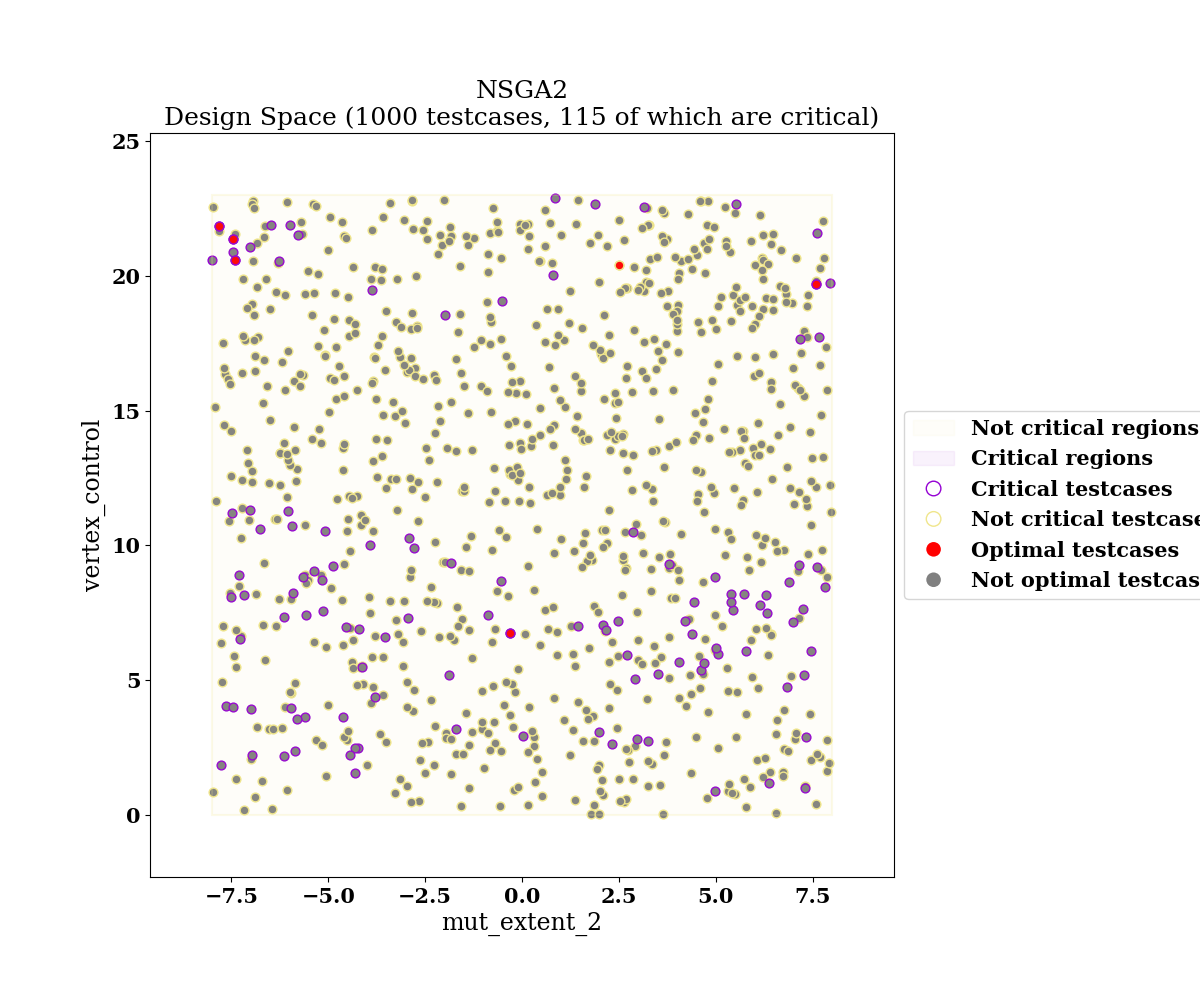 NSGA2
Design Space (1000 testcases, 115 of which are critical)
25
20
15
10
5
0
vertex_control
−7.5 −5.0 −2.5 0.0 2.5 5.0 7.5
mut_extent_2
Not critical regions
Critical regions
Critical testcases
Not critical testcase
Optimal testcases
Not optimal testcas